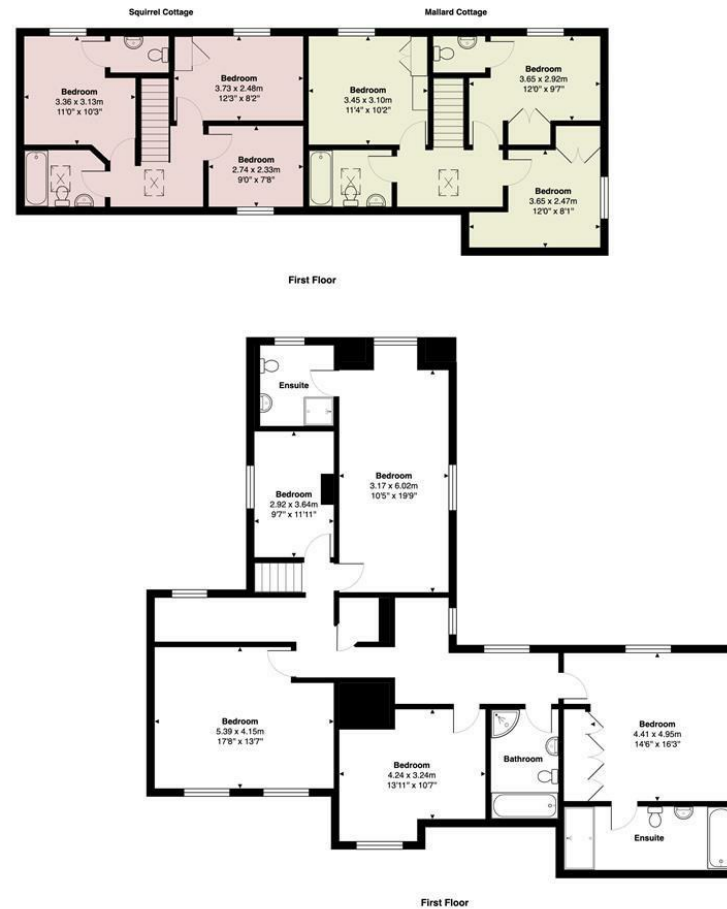 Squirrel Cottage
Mallard Cottage
Bedroom
3.36 x 3.13m
11'0" x 10'3"
Bedroom
3.73 x 2.48m
12'3" x 8'2"
Bedroom
2.74 x 2.33m
9'0" x 7'8"
Bedroom
3.45 x 3.10m
11'4" x 10'2"
Bedroom
3.65 x 2.92m
12'0" x 9'7"
Bedroom
3.65 x 2.47m
12'0" x 8'1"
First Floor
Ensuite
Bedroom
3.17 x 6.02m
10'5" x 19'9"
Bedroom
2.92 x 3.64m
9'7" x 11'11"
Bedroom
5.39 x 4.15m
17'8" x 13'7"
Bedroom
4.24 x 3.24m
13'11" x 10'7"
Bathroom
Bedroom
4.41 x 4.95m
14'6" x 16'3"
Ensuite
First Floor